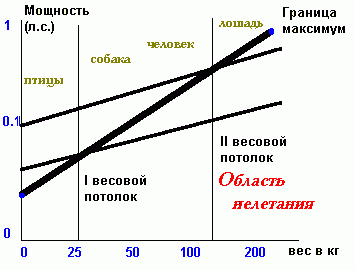 1
Мощность
(л.с.)
Граница
максимум
птицы
собака
человек
лошадь
0.1
I весовой
потолок
II весовой
потолок
Область
нелетания
0
0 25 50 100 200 вес в кг